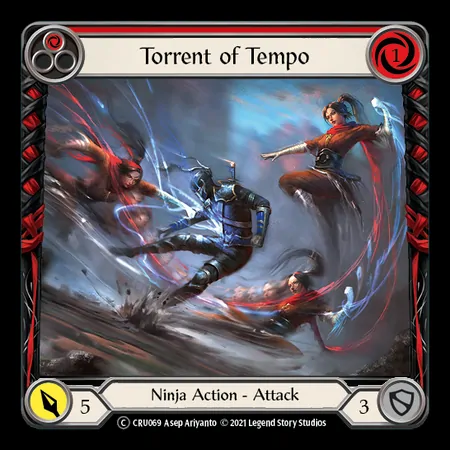 Torrent of Tempo
1
5
Ninja Action - Attack
3
C CRU069 Asep Ariyanto © 2021 Legend Story Studios